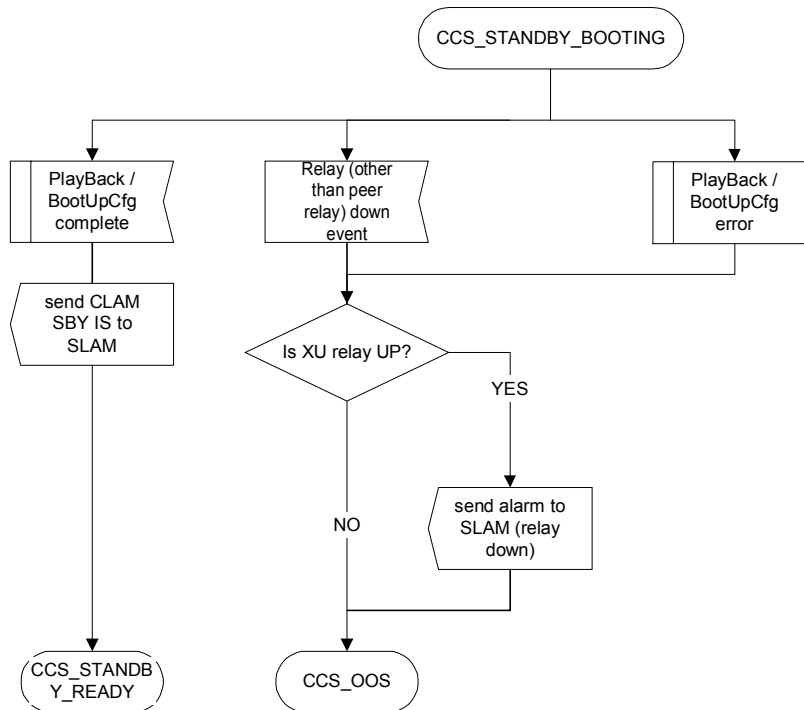 CCS_STANDBY_BOOTING
PlayBack /
BootUpCfg
complete
Relay (other
than peer
relay) down
event
PlayBack /
BootUpCfg
error
send CLAM
SBY IS to
SLAM
Is XU relay UP?
YES
NO
send alarm to
SLAM (relay
down)
CCS_STANDB
Y_READY
CCS_OOS